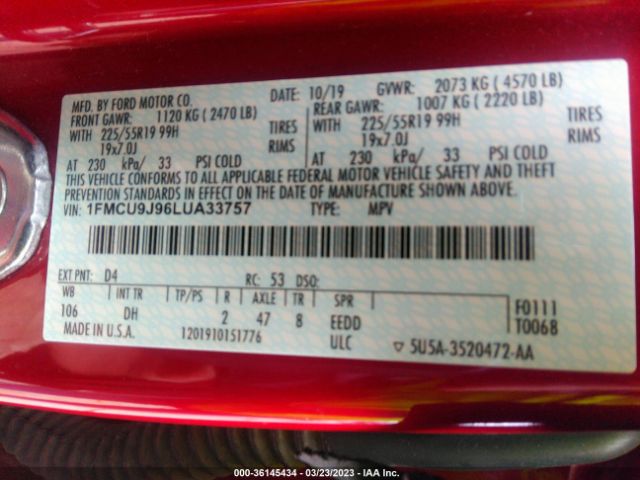 MFD. BY FORD MOTOR CO. DATE: 10/19 GVWR: 2073 KG ( 4570 LB)
FRONT GAWR: 1120 KG ( 2470 LB) REAR GAWR: 1007 KG ( 2220 LB)
WITH 225/55R19 99H TIRES WITH 225/55R19 99H TIRES
19x7.0J RIMS 19x7.0J RIMS
AT 230 kPa/ 33 PSI COLD AT 230 kPa/ 33 PSI COLD
THIS VEHICLE CONFORMS TO ALL APPLICABLE FEDERAL MOTOR VEHICLE SAFETY AND THEFT
PREVENTION STANDARDS IN EFFECT ON THE DATE OF MANUFACTURE SHOWN ABOVE.
VIN: 1FMCU9J96LUA33757 TYPE: MPV
EXT PNT: D4 RC: 53 DSO:
WB INT TR TP/PS R AXLE TR SPR F0111
106 DH 2 47 8 EEDD T0068
MADE IN U.S.A. 1201910151776 ULC ▽ 5U5A-3520472-AA
000-36145434 - 03/23/2023 - IAA Inc.